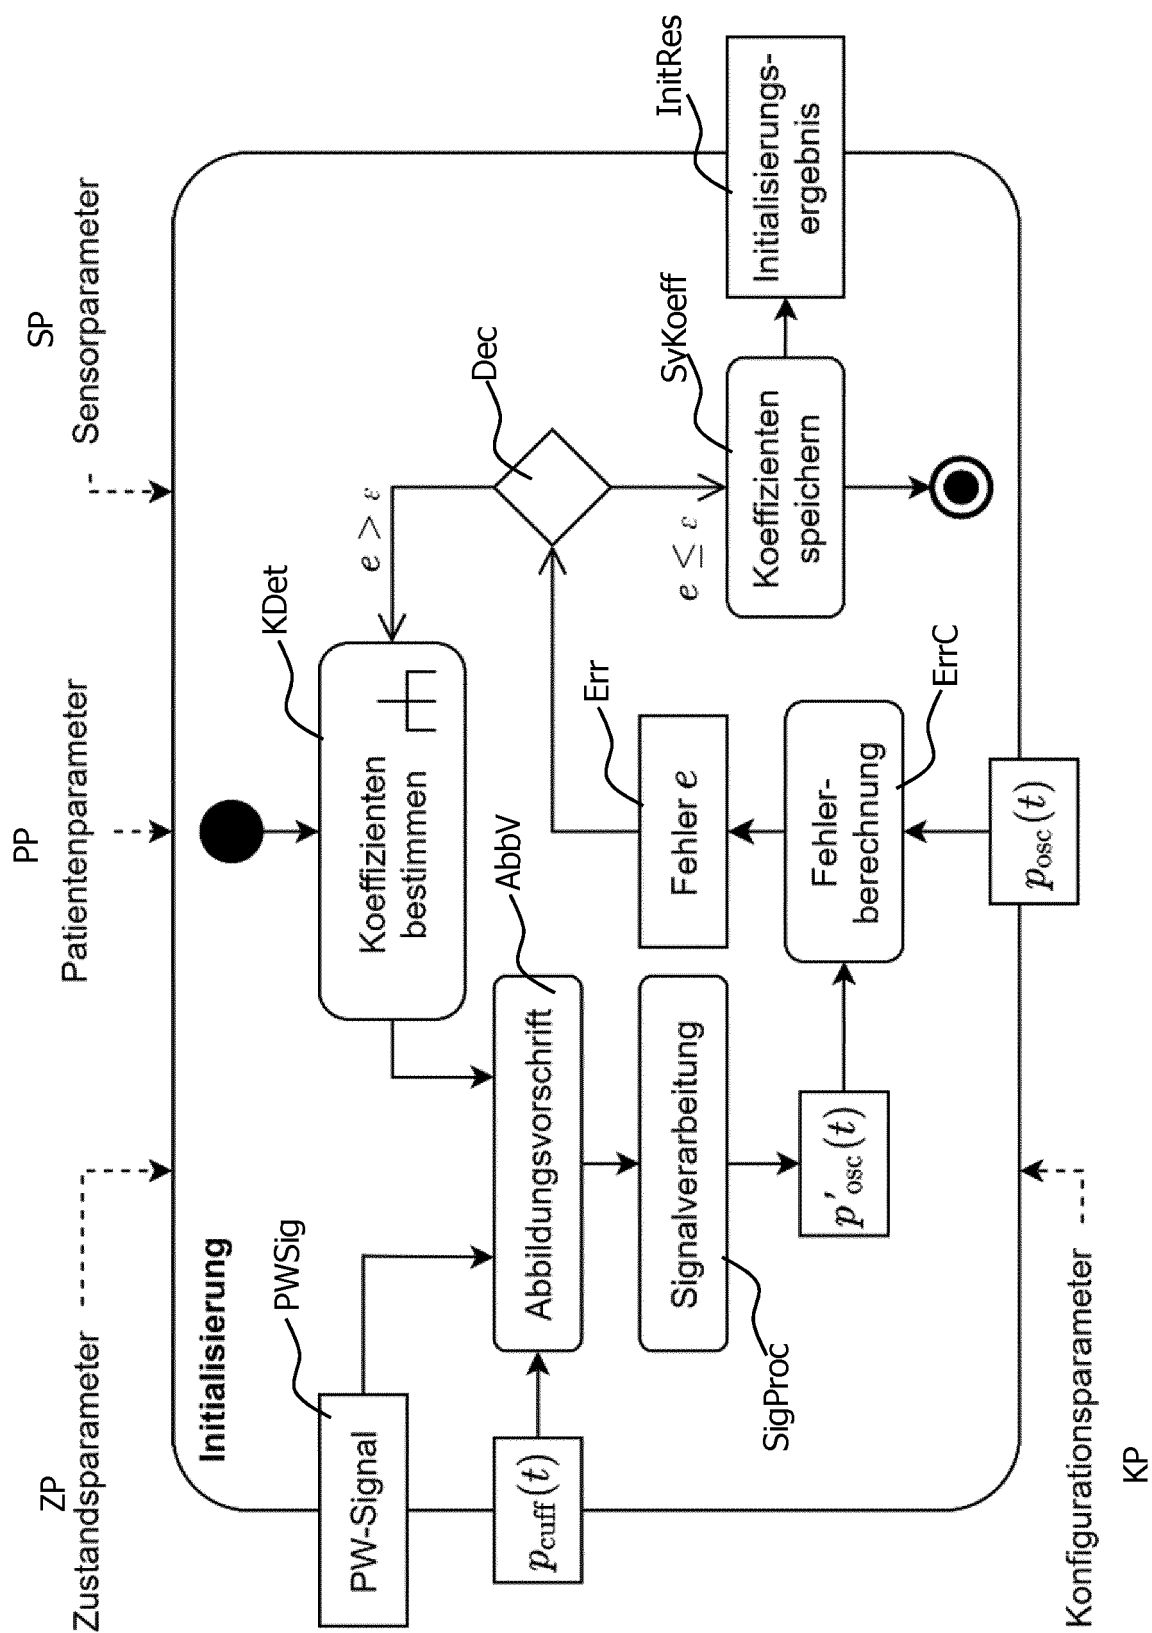 ZP
Zustandsparameter
PP
Patientenparameter
SP
Sensorparameter
Initialisierung
PWSig
PW-Signal
KDet
Koeffizienten
bestimmen
e > ε
Dec
p_cuff(t)
AbbV
Abbildungsvorschrift
Err
Fehler e
e ≤ ε
SigProc
Signalverarbeitung
SyKoeff
Koeffizienten
speichern
InitRes
Initialisierungs-
ergebnis
p'_osc(t)
ErrC
Fehler-
berechnung
p_osc(t)
Konfigurationsparameter
KP